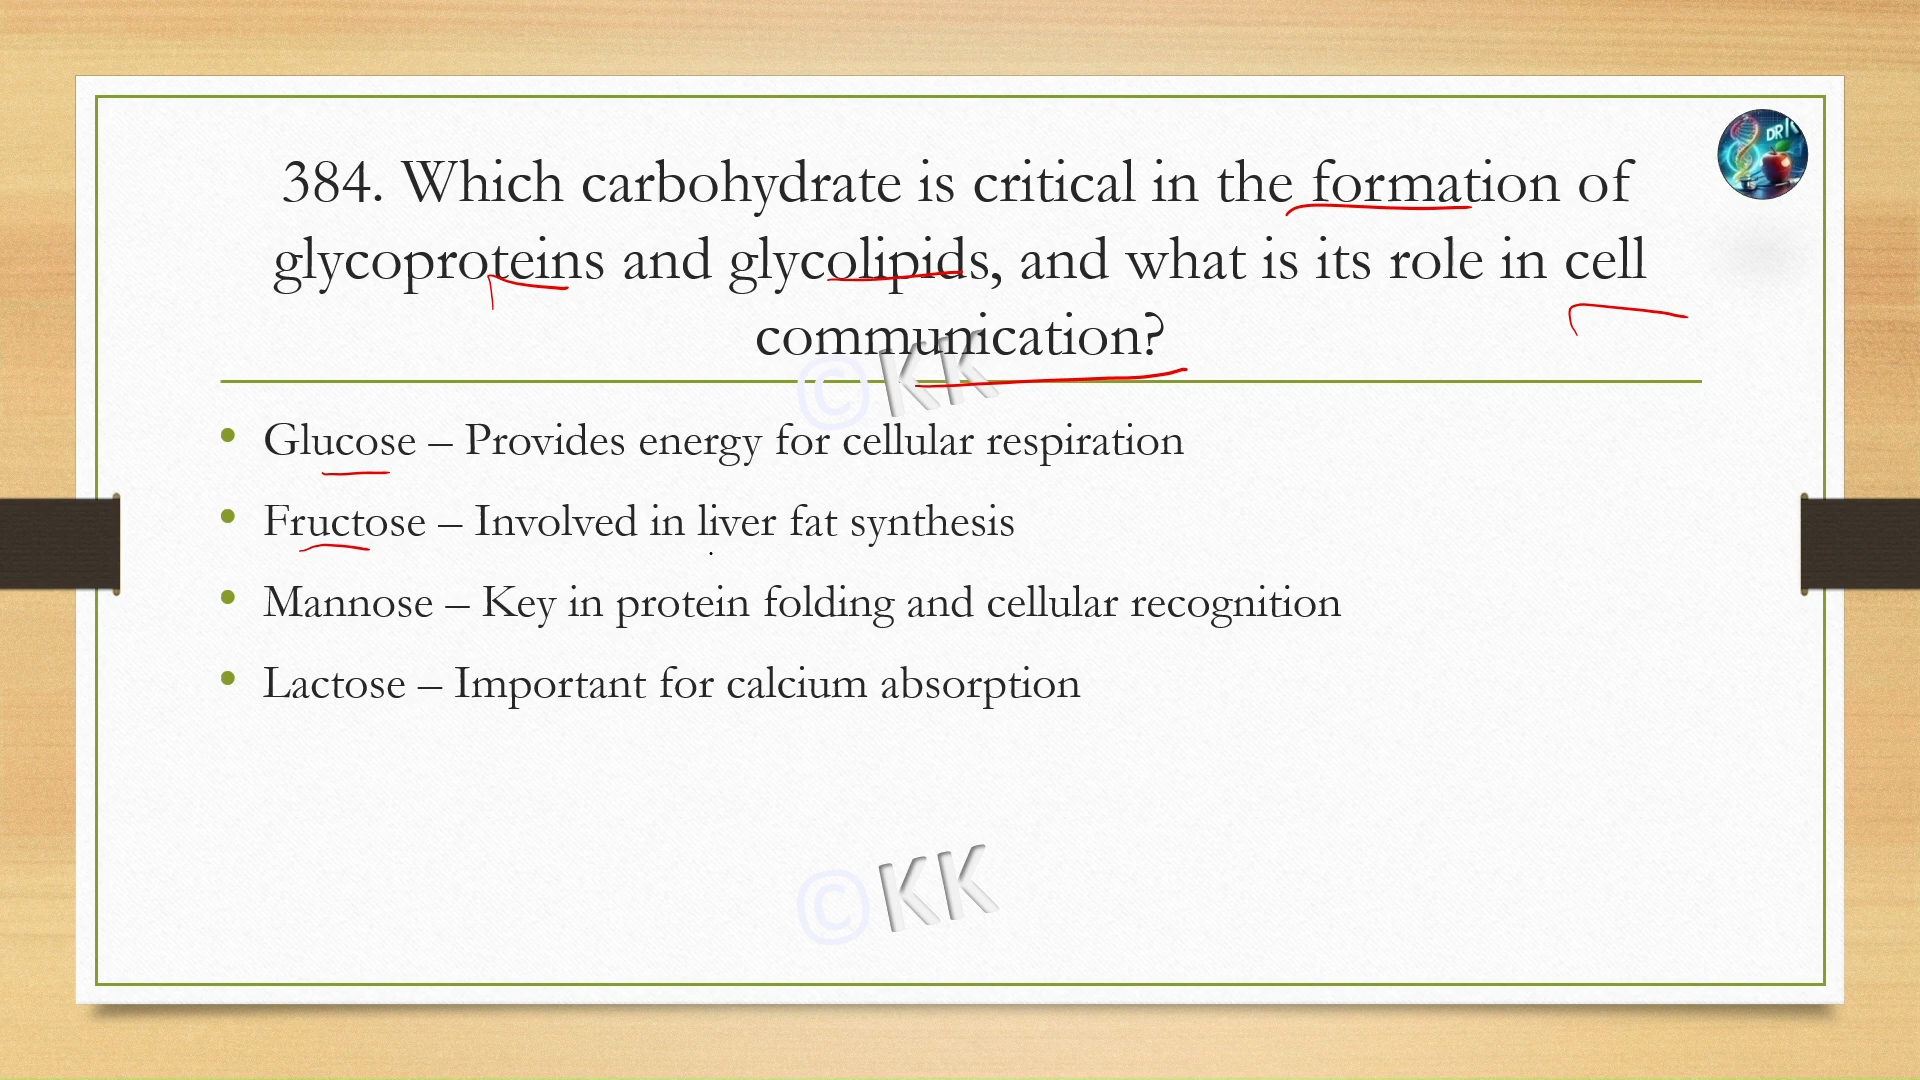 384. Which carbohydrate is critical in the formation of
glycoproteins and glycolipids, and what is its role in cell
communication?
• Glucose – Provides energy for cellular respiration
• Fructose – Involved in liver fat synthesis
• Mannose – Key in protein folding and cellular recognition
• Lactose – Important for calcium absorption
©KK
©KK
DR